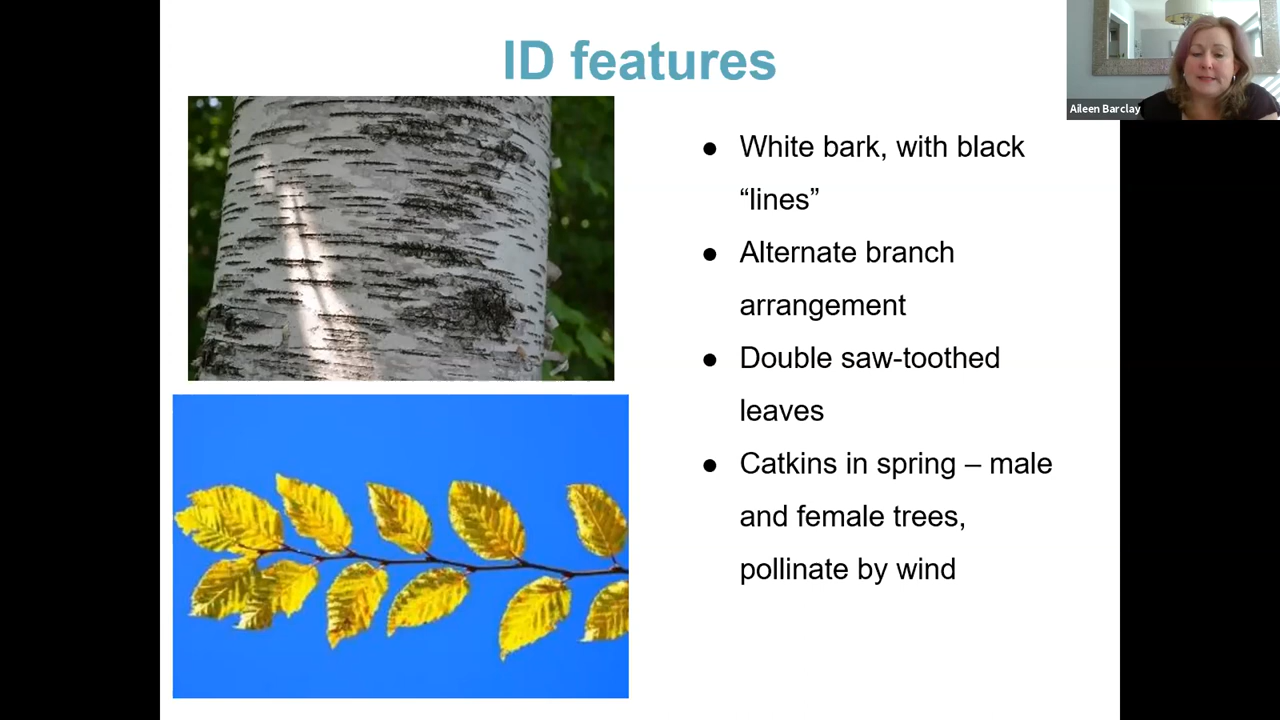 ID features
Aileen Barclay
● White bark, with black
“lines”
● Alternate branch
arrangement
● Double saw-toothed
leaves
● Catkins in spring – male
and female trees,
pollinate by wind